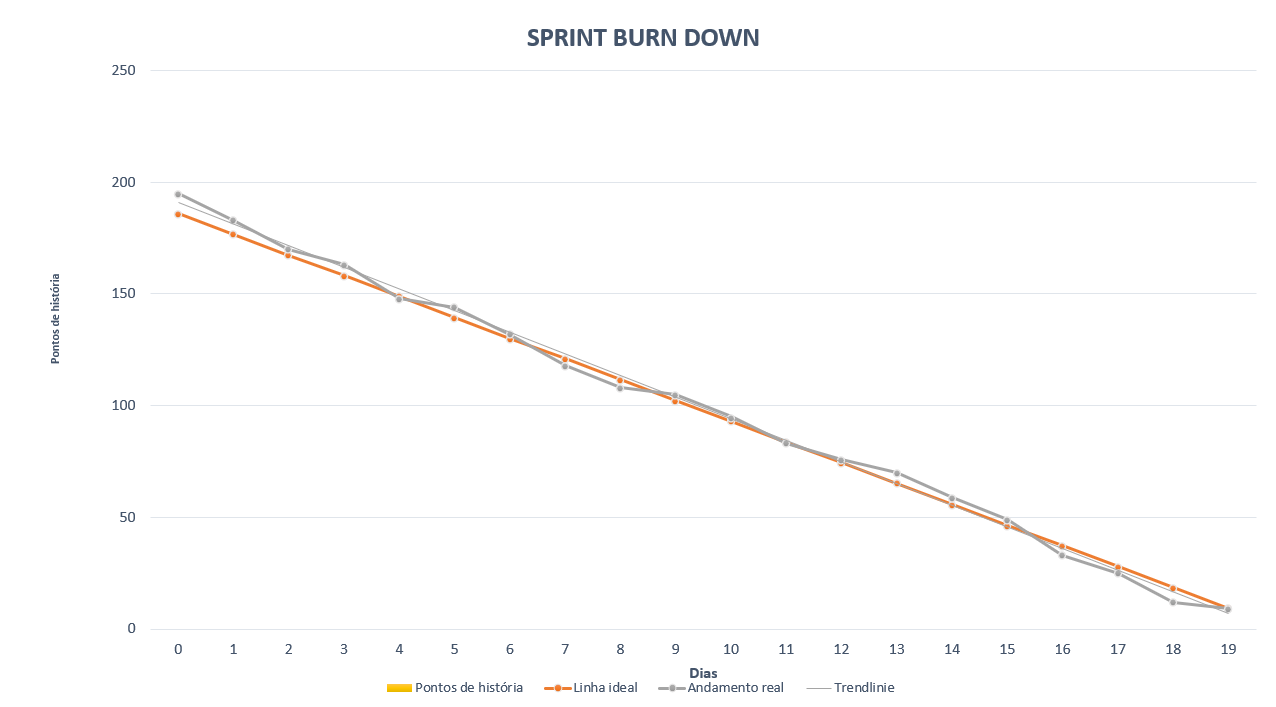 SPRINT BURN DOWN
250
200
150
100
50
0
Pontos de história
0 1 2 3 4 5 6 7 8 9 10 11 12 13 14 15 16 17 18 19
Dias
Pontos de história Linha ideal Andamento real Trendlinie